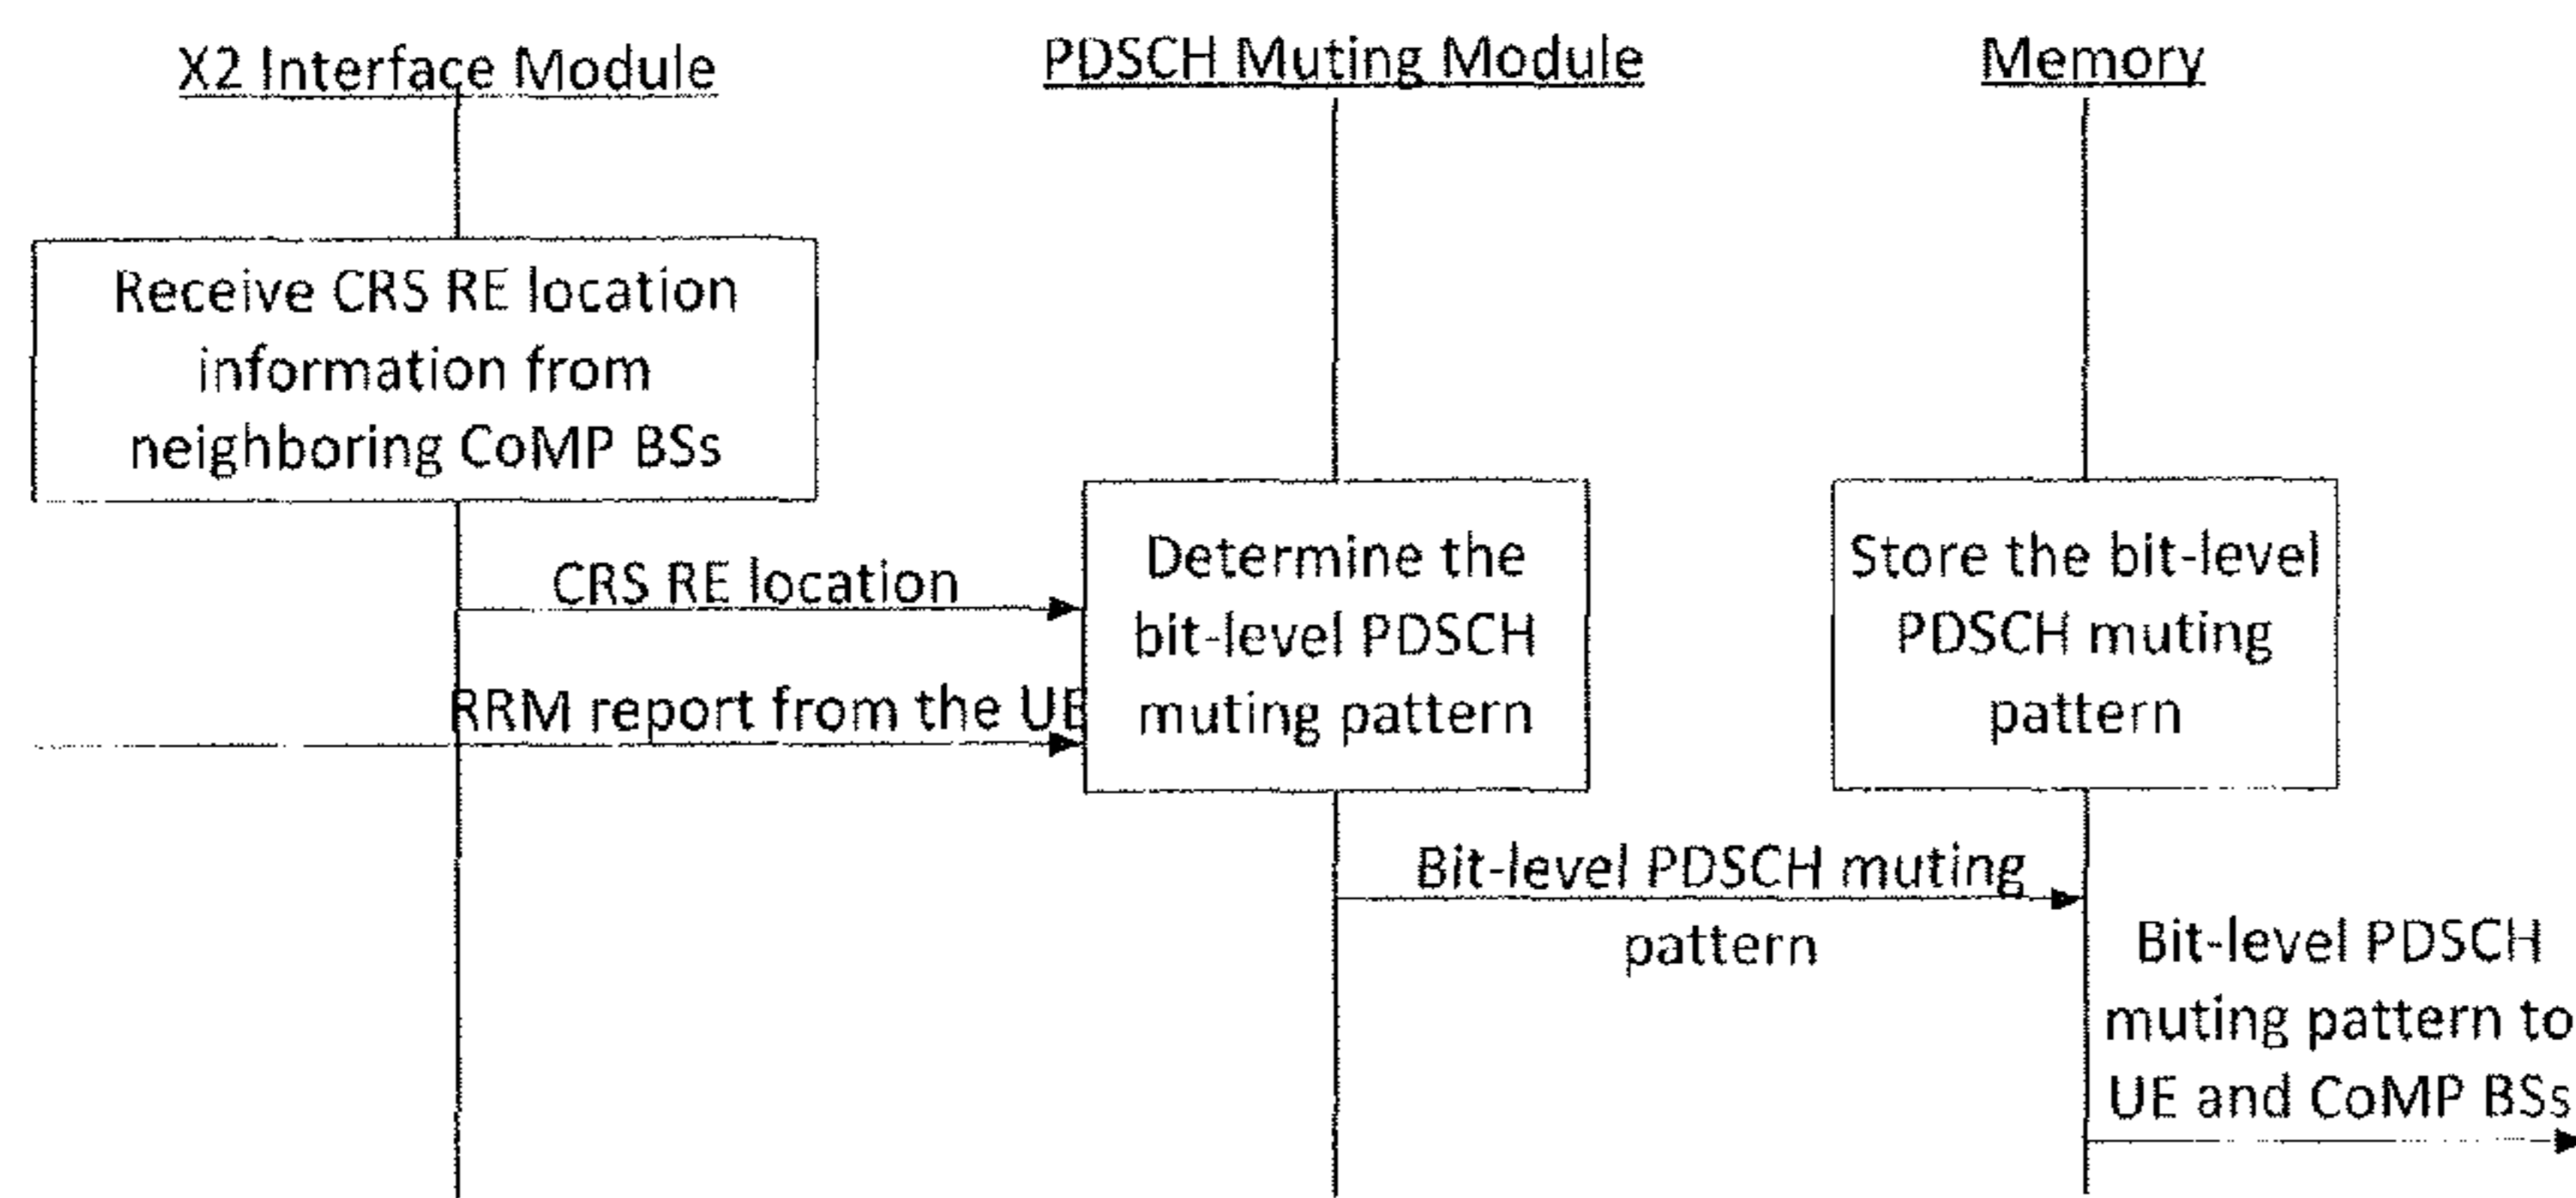 X2 Interface Module
PDSCH Muting Module
Memory
Receive CRS RE location
information from
neighboring CoMP BSs
CRS RE location
RRM report from the UE
Determine the
bit-level PDSCH
muting pattern
Store the bit-level
PDSCH muting
pattern
Bit-level PDSCH muting
pattern
Bit-level PDSCH
muting pattern to
UE and CoMP BSs